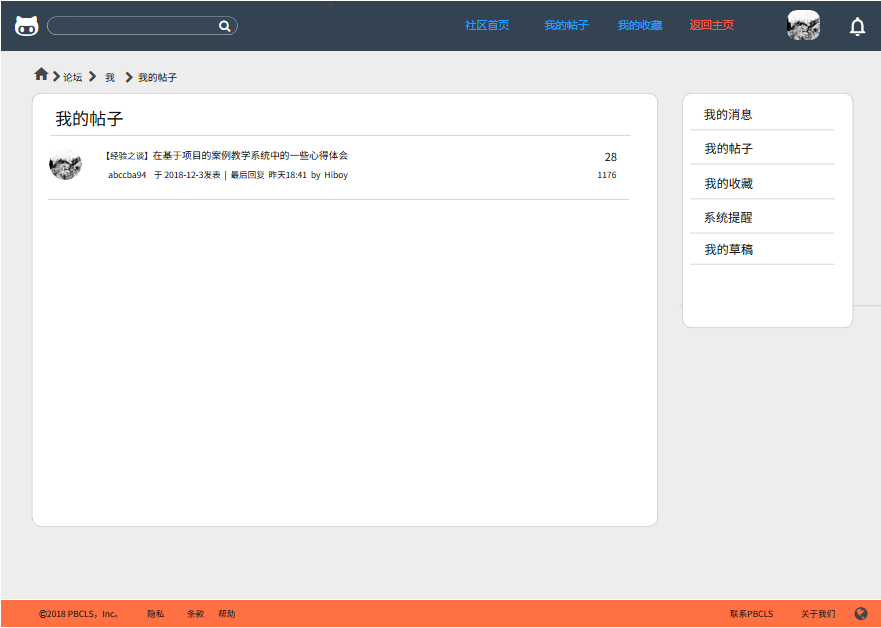 社区首页 我的帖子 我的收藏 返回主页
论坛 我 我的帖子
我的帖子
【经验之谈】在基于项目的案例教学系统中的一些心得体会 28
abccba94 于 2018-12-3发表 | 最后回复 昨天18:41 by Hiboy 1176
我的消息
我的帖子
我的收藏
系统提醒
我的草稿
©2018 PBCLS，Inc。 隐私 条款 帮助 联系PBCLS 关于我们